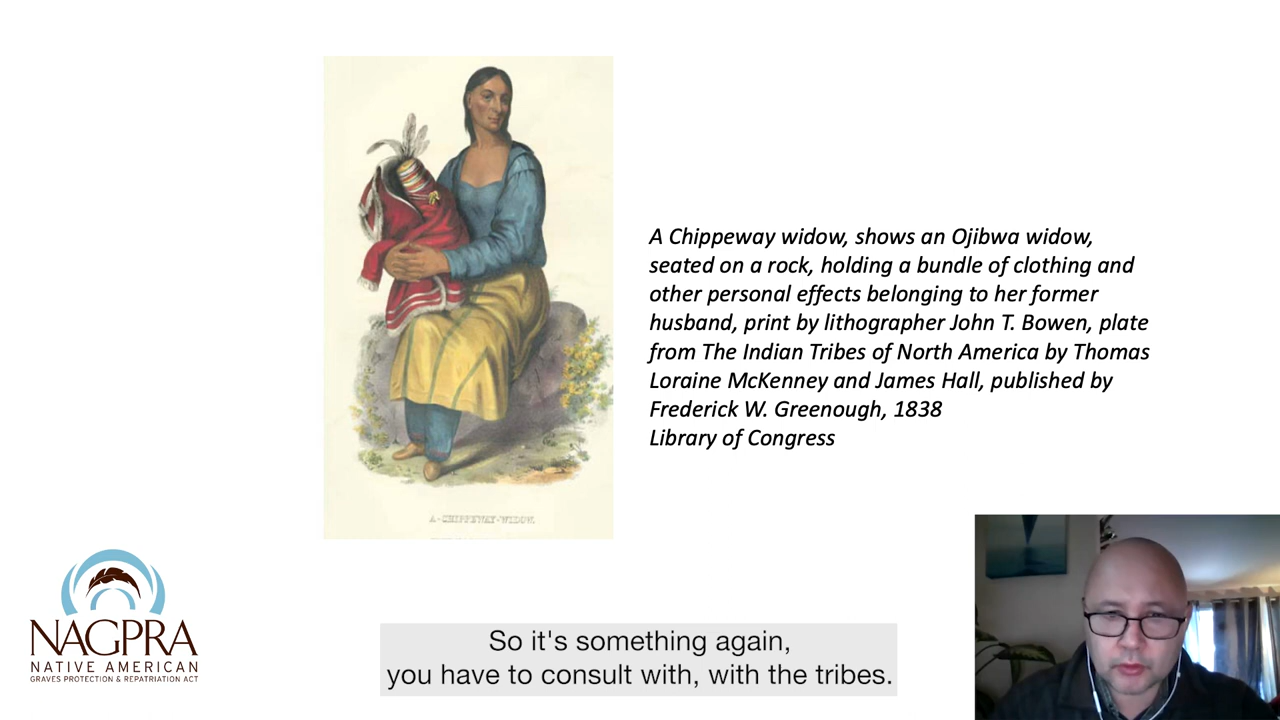 A Chippeway widow, shows an Ojibwa widow,
seated on a rock, holding a bundle of clothing and
other personal effects belonging to her former
husband, print by lithographer John T. Bowen, plate
from The Indian Tribes of North America by Thomas
Loraine McKenney and James Hall, published by
Frederick W. Greenough, 1838
Library of Congress
A-CHIPPEWAY-WIDOW.
NAGPRA
NATIVE AMERICAN
GRAVES PROTECTION & REPATRIATION ACT
So it's something again,
you have to consult with, with the tribes.